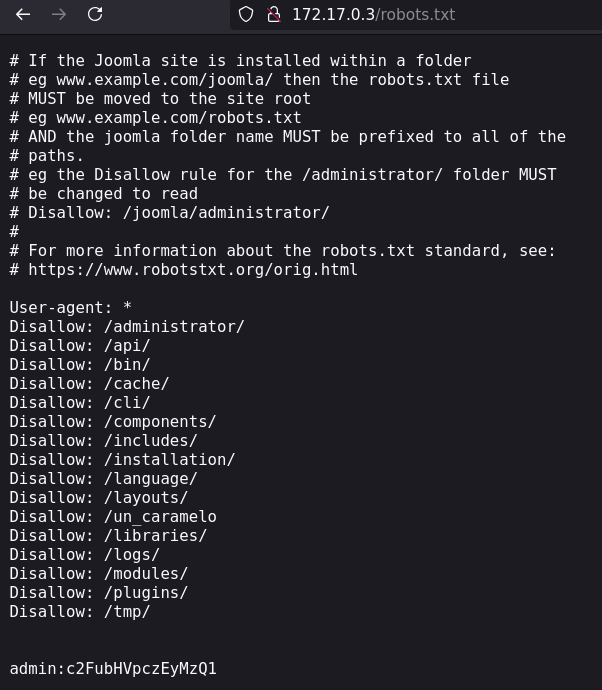 172.17.0.3/robots.txt
# If the Joomla site is installed within a folder
# eg www.example.com/joomla/ then the robots.txt file
# MUST be moved to the site root
# eg www.example.com/robots.txt
# AND the joomla folder name MUST be prefixed to all of the
# paths.
# eg the Disallow rule for the /administrator/ folder MUST
# be changed to read
# Disallow: /joomla/administrator/
#
# For more information about the robots.txt standard, see:
# https://www.robotstxt.org/orig.html
User-agent: *
Disallow: /administrator/
Disallow: /api/
Disallow: /bin/
Disallow: /cache/
Disallow: /cli/
Disallow: /components/
Disallow: /includes/
Disallow: /installation/
Disallow: /language/
Disallow: /layouts/
Disallow: /un_caramelo
Disallow: /libraries/
Disallow: /logs/
Disallow: /modules/
Disallow: /plugins/
Disallow: /tmp/
admin:c2FubHVpczEyMzQ1